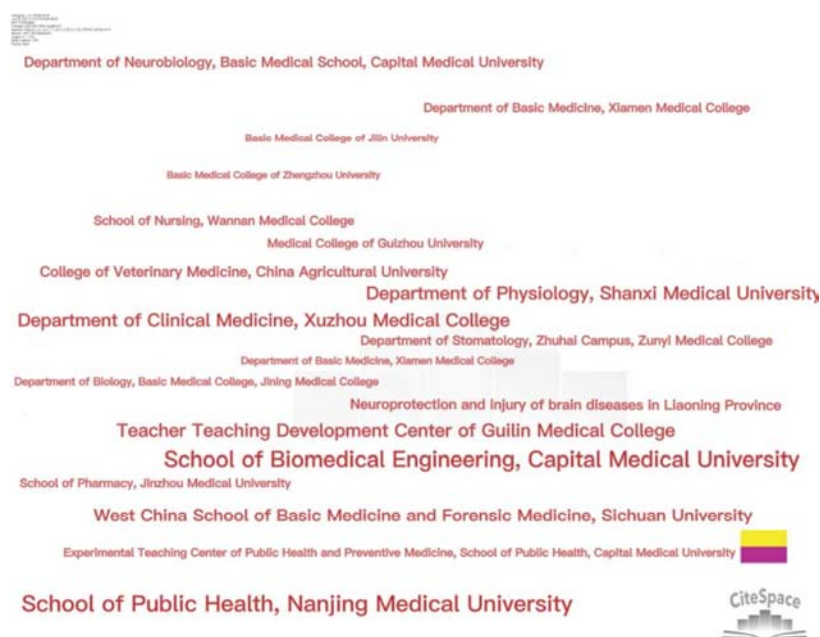 Department of Neurobiology, Basic Medical School, Capital Medical University
Department of Basic Medicine, Xiamen Medical College
Basic Medical College of Jilin University
Basic Medical College of Zhengzhou University
School of Nursing, Wannan Medical College
Medical College of Guizhou University
College of Veterinary Medicine, China Agricultural University
Department of Physiology, Shanxi Medical University
Department of Clinical Medicine, Xuzhou Medical College
Department of Stomatology, Zhuhai Campus, Zunyi Medical College
Department of Basic Medicine, Xiamen Medical College
Department of Biology, Basic Medical College, Jining Medical College
Neuroprotection and injury of brain diseases in Liaoning Province
Teacher Teaching Development Center of Guilin Medical College
School of Biomedical Engineering, Capital Medical University
School of Pharmacy, Jinzhou Medical University
West China School of Basic Medicine and Forensic Medicine, Sichuan University
Experimental Teaching Center of Public Health and Preventive Medicine, School of Public Health, Capital Medical University
School of Public Health, Nanjing Medical University
CiteSpace